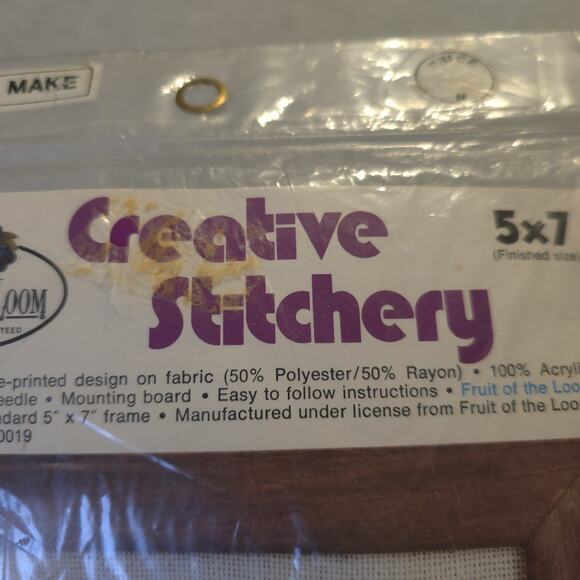 MAKE
Creative
Stitchery
5x7
(Finished size)
LOOM
TEED
e-printed design on fabric (50% Polyester/50% Rayon) • 100% Acryli
eedle • Mounting board • Easy to follow instructions • Fruit of the Loo
ndard 5" x 7" frame • Manufactured under license from Fruit of the Loo
0019